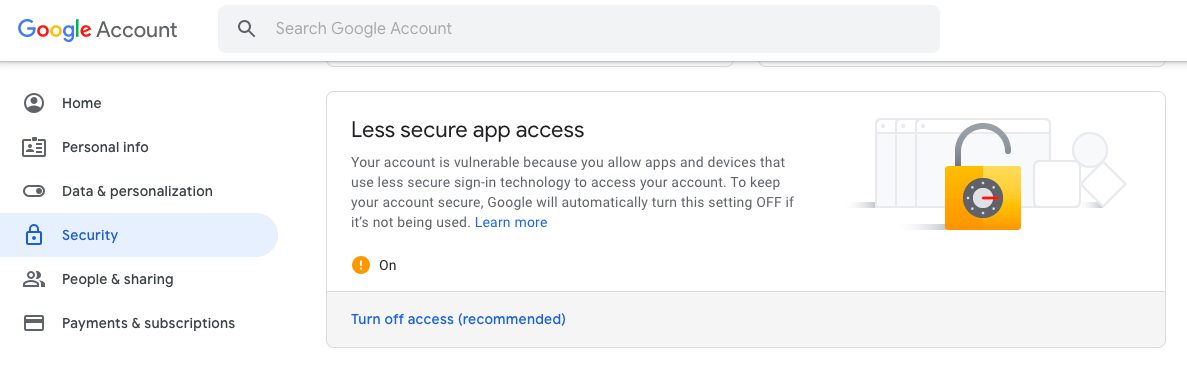 Google Account
Search Google Account
Home
Personal info
Data & personalization
Security
People & sharing
Payments & subscriptions
Less secure app access
Your account is vulnerable because you allow apps and devices that
use less secure sign-in technology to access your account. To keep
your account secure, Google will automatically turn this setting OFF if
it's not being used. Learn more
On
Turn off access (recommended)